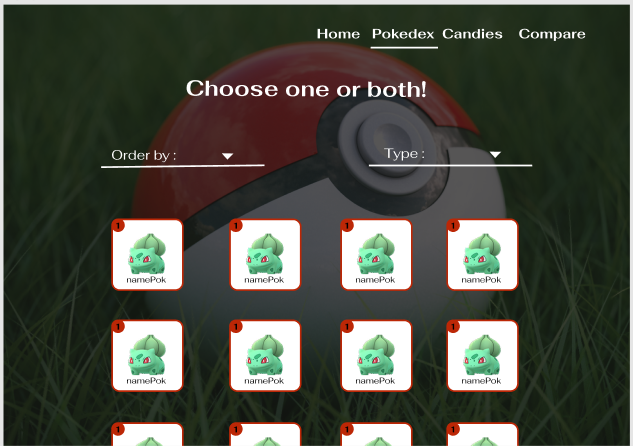 Home Pokedex Candies Compare
Choose one or both!
Order by : Type :
1 1 1 1
namePok namePok namePok namePok
1 1 1 1
namePok namePok namePok namePok
1 1 1 1